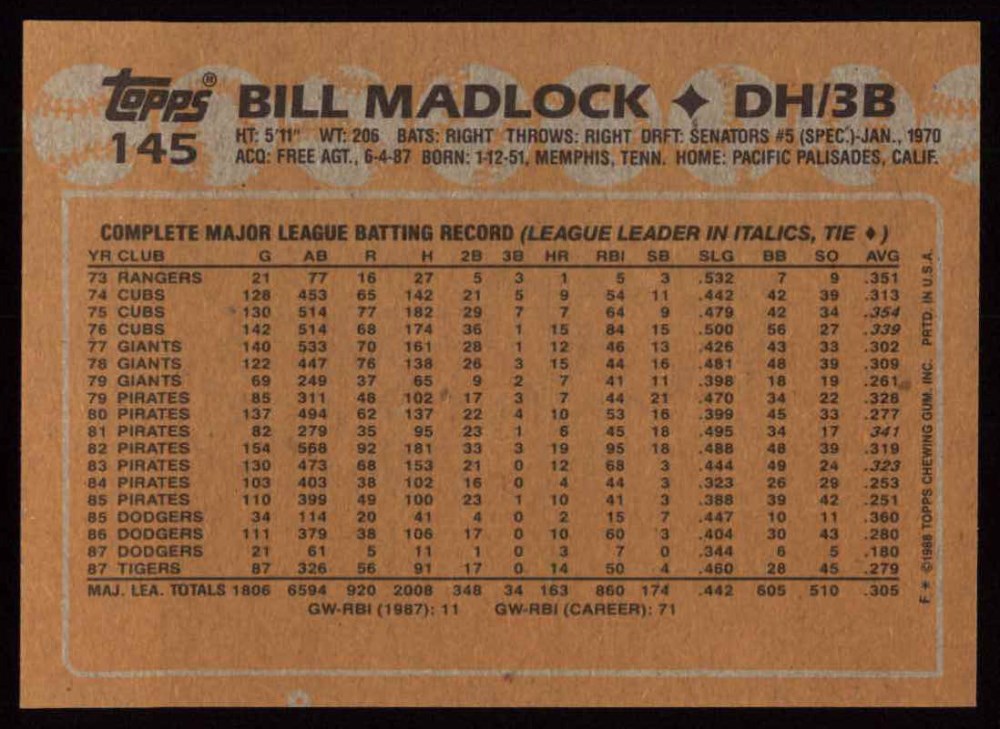 topps® BILL MADLOCK ✦ DH/3B
145 HT: 5'11" WT: 206 BATS: RIGHT THROWS: RIGHT DRFT: SENATORS #5 (SPEC.)-JAN., 1970
ACQ: FREE AGT., 6-4-87 BORN: 1-12-51, MEMPHIS, TENN. HOME: PACIFIC PALISADES, CALIF.
COMPLETE MAJOR LEAGUE BATTING RECORD (LEAGUE LEADER IN ITALICS, TIE ♦)
YR CLUB G AB R H 2B 3B HR RBI SB SLG BB SO AVG
73 RANGERS 21 77 16 27 5 3 1 5 3 .532 7 9 .351
74 CUBS 128 453 65 142 21 5 9 54 11 .442 42 39 .313
75 CUBS 130 514 77 182 29 7 7 64 9 .479 42 34 .354
76 CUBS 142 514 68 174 36 1 15 84 15 .500 56 27 .339
77 GIANTS 140 533 70 161 28 1 12 46 13 .426 43 33 .302
78 GIANTS 122 447 76 138 26 3 15 44 16 .481 48 39 .309
79 GIANTS 69 249 37 65 9 2 7 41 11 .398 18 19 .261
79 PIRATES 85 311 48 102 17 3 7 44 21 .470 34 22 .328
80 PIRATES 137 494 62 137 22 4 10 53 16 .399 45 33 .277
81 PIRATES 82 279 35 95 23 1 6 45 18 .495 34 17 .341
82 PIRATES 154 568 92 181 33 3 19 95 18 .488 48 39 .319
83 PIRATES 130 473 68 153 21 0 12 68 3 .444 49 24 .323
84 PIRATES 103 403 38 102 16 0 4 44 3 .323 26 29 .253
85 PIRATES 110 399 49 100 23 1 10 41 3 .388 39 42 .251
85 DODGERS 34 114 20 41 4 0 2 15 7 .447 10 11 .360
86 DODGERS 111 379 38 106 17 0 10 60 3 .404 30 43 .280
87 DODGERS 21 61 5 11 1 0 3 7 0 .344 6 5 .180
87 TIGERS 87 326 56 91 17 0 14 50 4 .460 28 45 .279
MAJ. LEA. TOTALS 1806 6594 920 2008 348 34 163 860 174 .442 605 510 .305
GW-RBI (1987): 11 GW-RBI (CAREER): 71
F * ©1988 TOPPS CHEWING GUM, INC. PRTD. IN U.S.A.